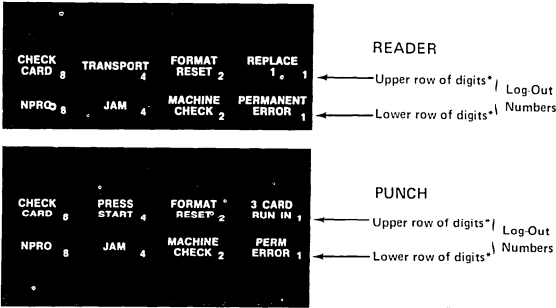 READER
CHECK TRANSPORT FORMAT REPLACE
CARD 8 4 RESET 2 1 1
Upper row of digits*
Log-Out
Numbers
NPRO 8 JAM 4 MACHINE CHECK 2 PERMANENT ERROR 1
Lower row of digits*
PUNCH
CHECK PRESS FORMAT 3 CARD
CARD 8 START 4 RESET 2 RUN IN 1
Upper row of digits*
Log-Out
Numbers
NPRO 8 JAM 4 MACHINE CHECK 2 PERM ERROR 1
Lower row of digits*